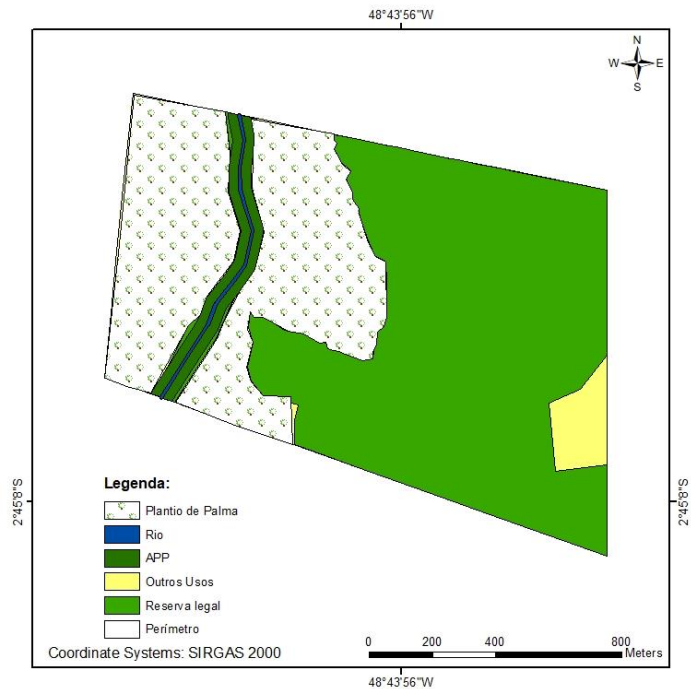 48°43'56"W
N
W E
S
2°45'8"S
2°45'8"S
Legenda:
Plantio de Palma
Rio
APP
Outros Usos
Reserva legal
Perímetro
Coordinate Systems: SIRGAS 2000
0 200 400 800
Meters
48°43'56"W